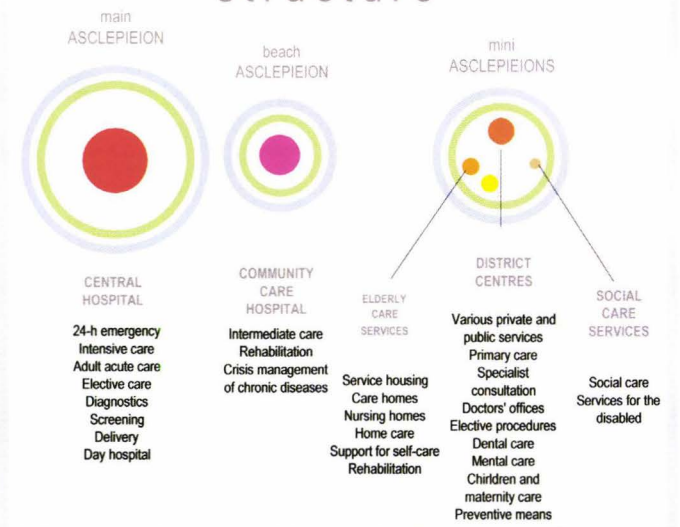 structure
main
ASCLEPIEION
beach
ASCLEPIEION
mini
ASCLEPIEIONS
CENTRAL
HOSPITAL
24-h emergency
Intensive care
Adult acute care
Elective care
Diagnostics
Screening
Delivery
Day hospital
COMMUNITY
CARE
HOSPITAL
Intermediate care
Rehabilitation
Crisis management
of chronic diseases
ELDERLY
CARE
SERVICES
Service housing
Care homes
Nursing homes
Home care
Support for self-care
Rehabilitation
DISTRICT
CENTRES
Various private and
public services
Primary care
Specialist
consultation
Doctors' offices
Elective procedures
Dental care
Mental care
Chirldren and
maternity care
Preventive means
SOCIAL
CARE
SERVICES
Social care
Services for the
disabled